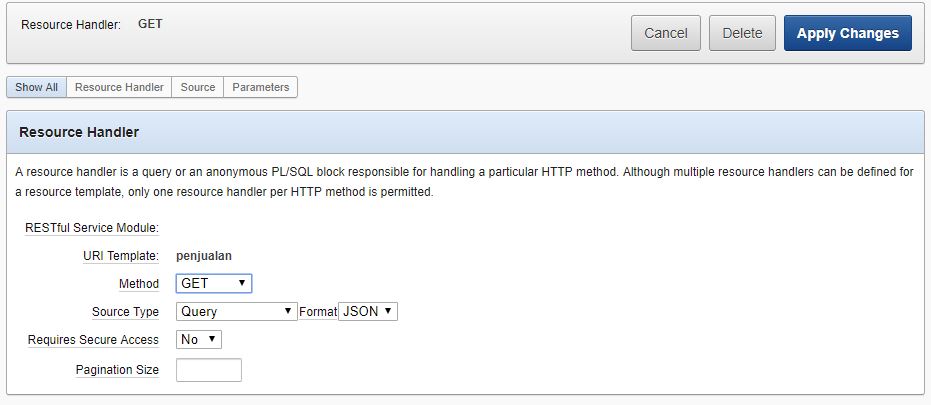 Resource Handler: GET
Cancel Delete Apply Changes
Show All Resource Handler Source Parameters
Resource Handler
A resource handler is a query or an anonymous PL/SQL block responsible for handling a particular HTTP method. Although multiple resource handlers can be defined for
a resource template, only one resource handler per HTTP method is permitted.
RESTful Service Module:
URI Template: penjualan
Method GET
Source Type Query Format JSON
Requires Secure Access No
Pagination Size